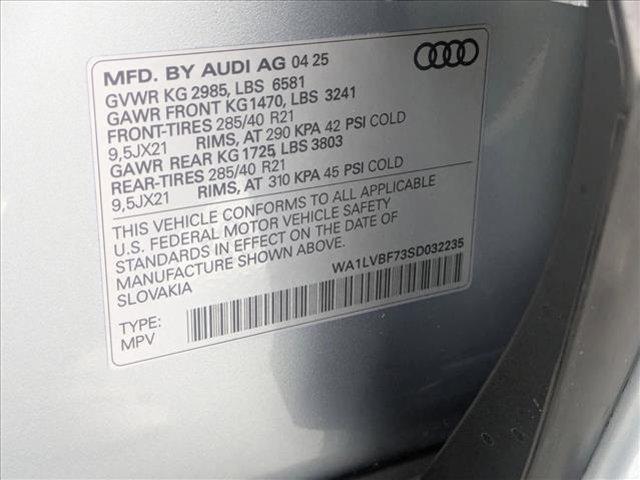 MFD. BY AUDI AG 04 25
GVWR KG 2985, LBS 6581
GAWR FRONT KG 1470, LBS 3241
FRONT-TIRES 285/40 R21
9,5JX21 RIMS, AT 290 KPA 42 PSI COLD
GAWR REAR KG 1725, LBS 3803
REAR-TIRES 285/40 R21
9,5JX21 RIMS, AT 310 KPA 45 PSI COLD
THIS VEHICLE CONFORMS TO ALL APPLICABLE
U.S. FEDERAL MOTOR VEHICLE SAFETY
STANDARDS IN EFFECT ON THE DATE OF
MANUFACTURE SHOWN ABOVE.
SLOVAKIA WA1LVBF73SD032235
TYPE:
MPV